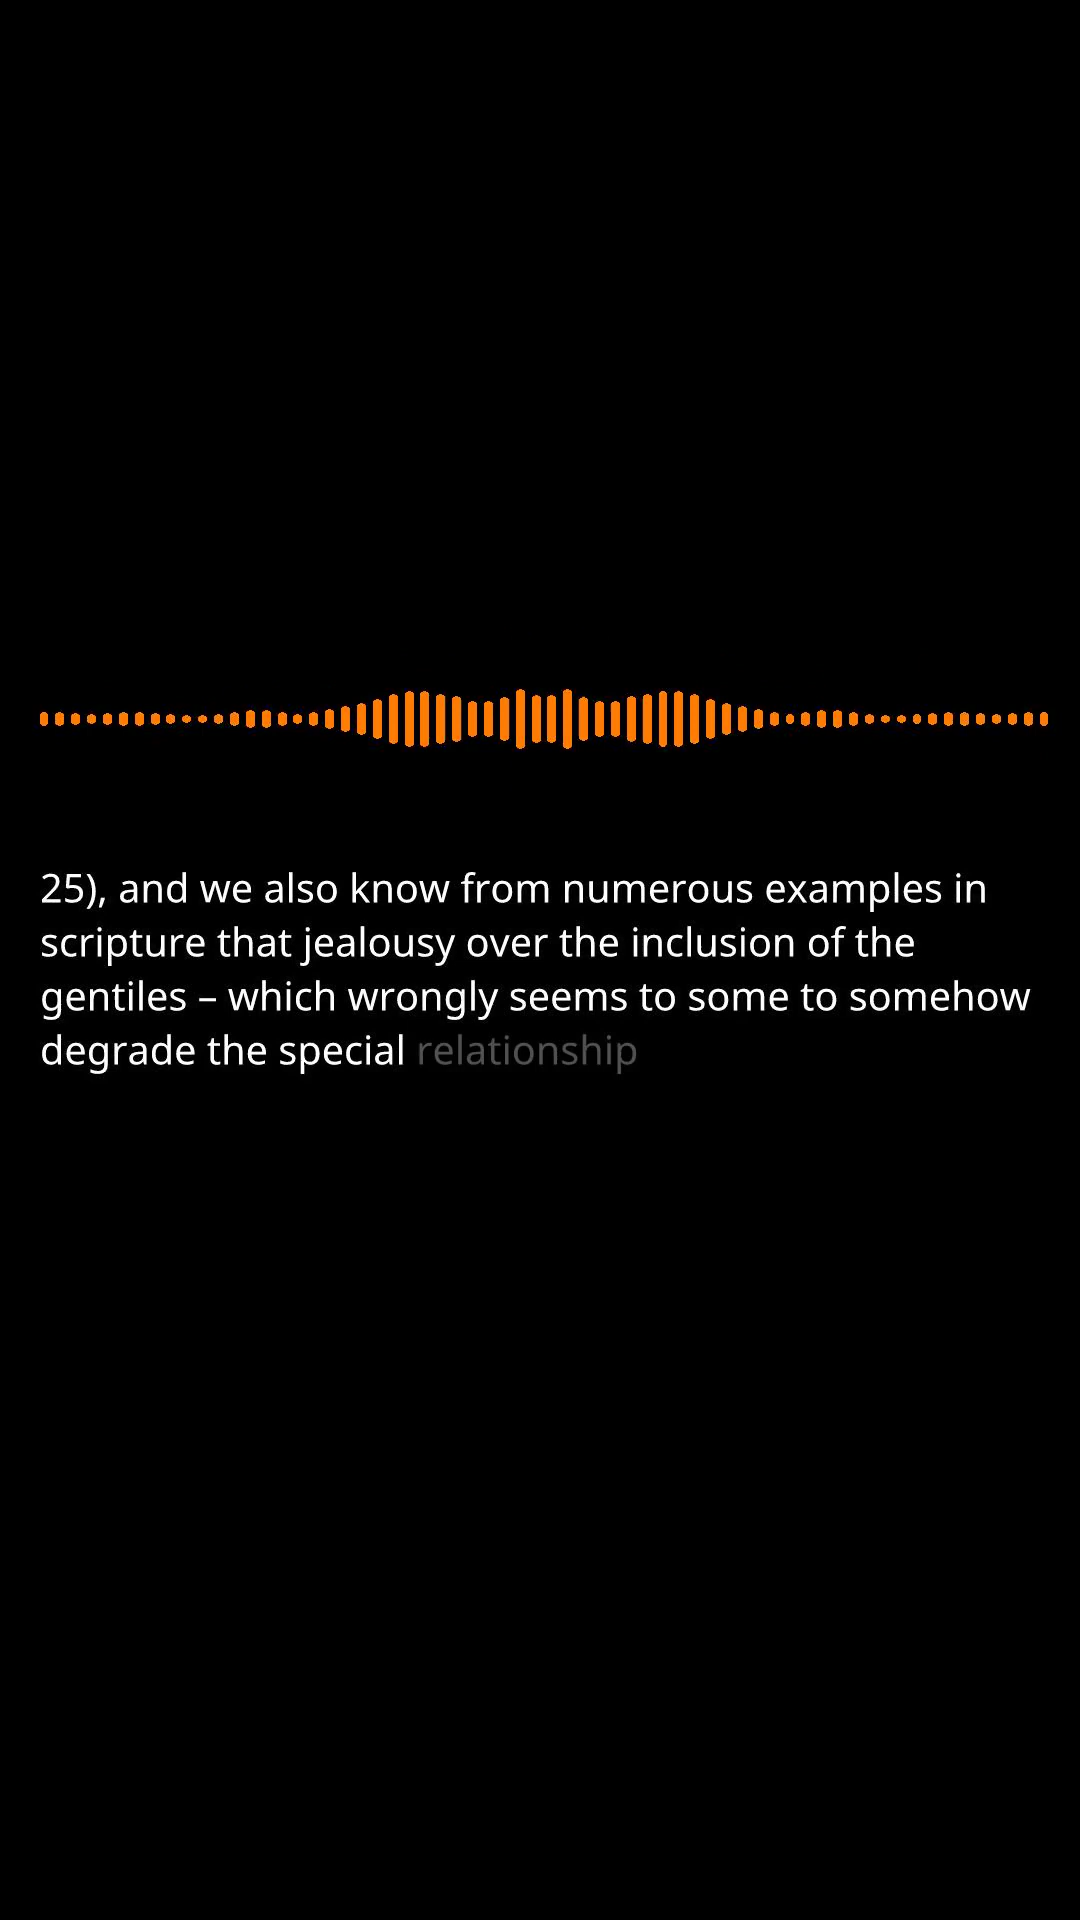 25), and we also know from numerous examples in
scripture that jealousy over the inclusion of the
gentiles – which wrongly seems to some to somehow
degrade the special relationship